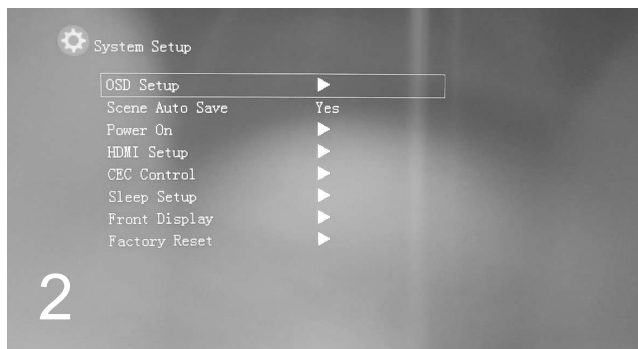 System Setup
OSD Setup
Scene Auto Save Yes
Power On
HDMI Setup
CEC Control
Sleep Setup
Front Display
Factory Reset
2